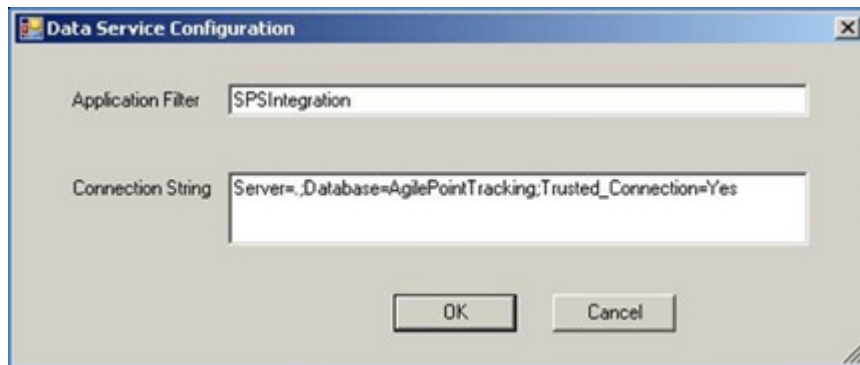 Data Service Configuration
Application Filter SPSIntegration
Connection String Server=.;Database=AgilePointTracking;Trusted_Connection=Yes
OK Cancel